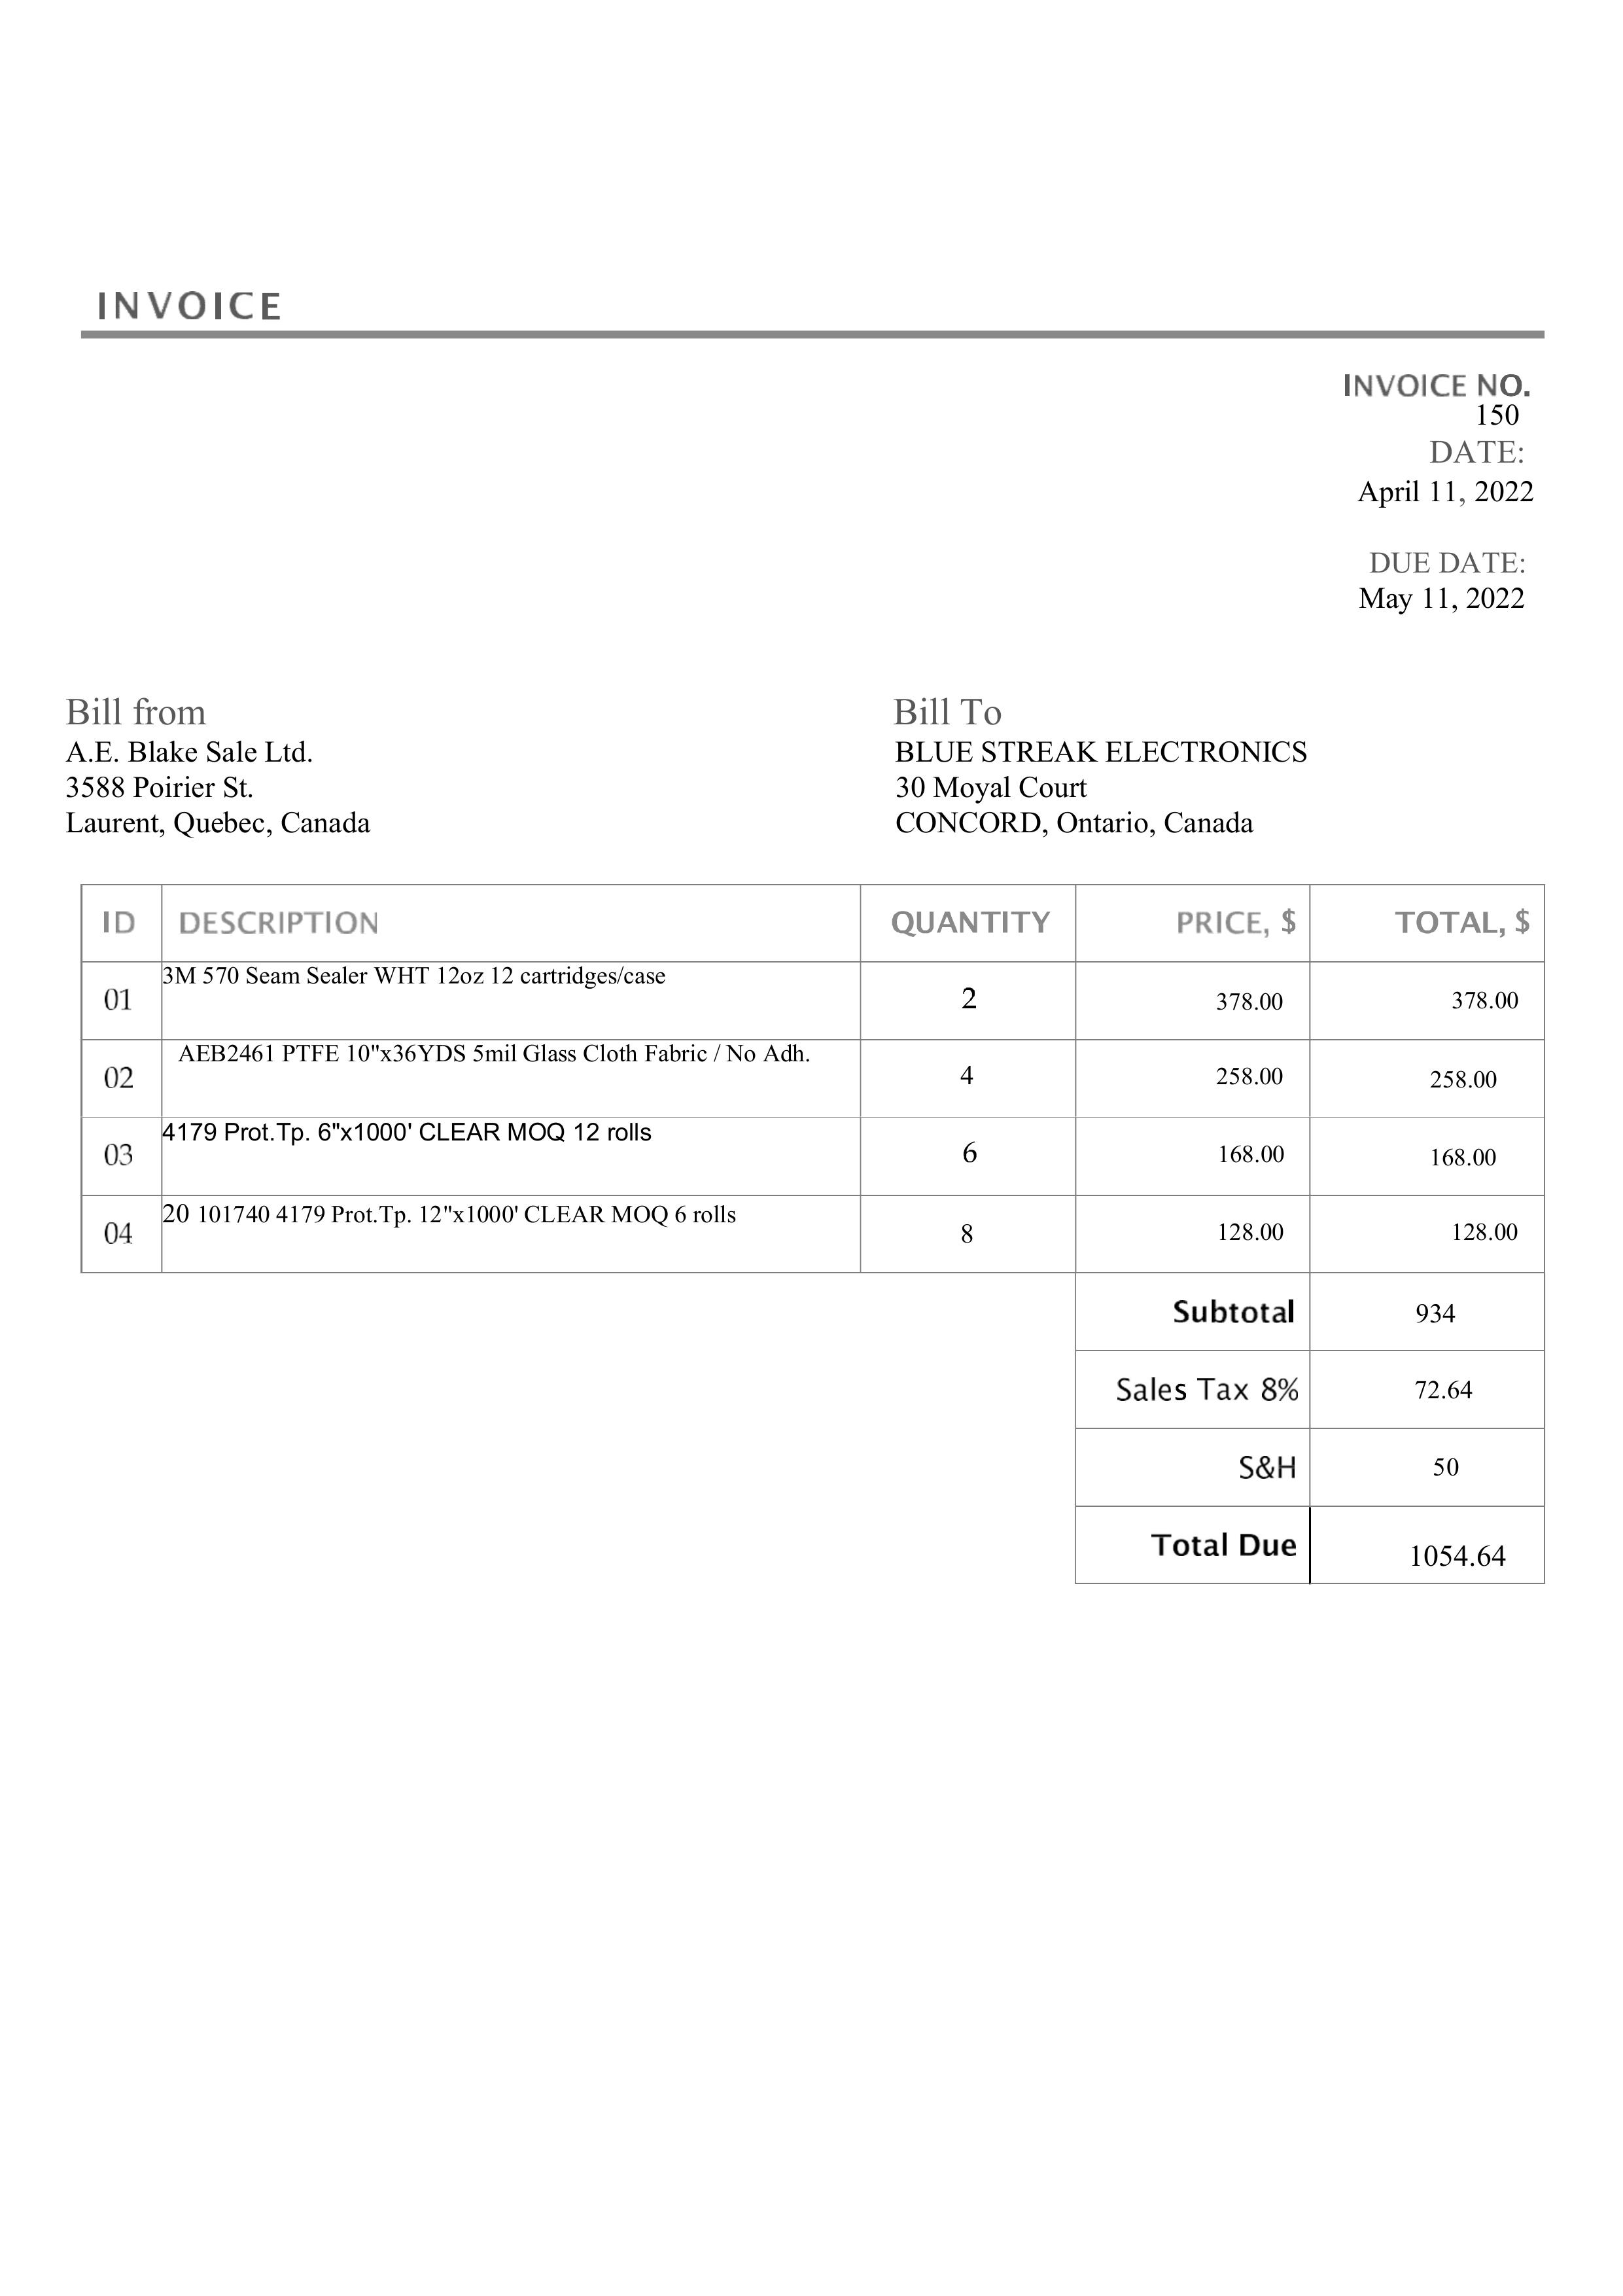 INVOICE
INVOICE NO.
150
DATE:
April 11, 2022
DUE DATE:
May 11, 2022
Bill from
A.E. Blake Sale Ltd.
3588 Poirier St.
Laurent, Quebec, Canada
Bill To
BLUE STREAK ELECTRONICS
30 Moyal Court
CONCORD, Ontario, Canada
ID DESCRIPTION QUANTITY PRICE, $ TOTAL, $
01 3M 570 Seam Sealer WHT 12oz 12 cartridges/case 2 378.00 378.00
02 AEB2461 PTFE 10"x36YDS 5mil Glass Cloth Fabric / No Adh. 4 258.00 258.00
03 4179 Prot.Tp. 6"x1000' CLEAR MOQ 12 rolls 6 168.00 168.00
04 20 101740 4179 Prot.Tp. 12"x1000' CLEAR MOQ 6 rolls 8 128.00 128.00
Subtotal 934
Sales Tax 8% 72.64
S&H 50
Total Due 1054.64